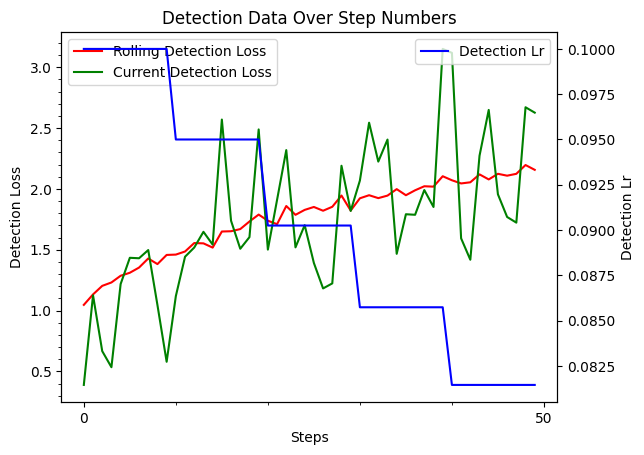 Detection Data Over Step Numbers
Rolling Detection Loss
Current Detection Loss
Detection Lr
3.0
2.5
2.0
1.5
1.0
0.5
Detection Loss
0.1000
0.0975
0.0950
0.0925
0.0900
0.0875
0.0850
0.0825
Detection Lr
0
50
Steps